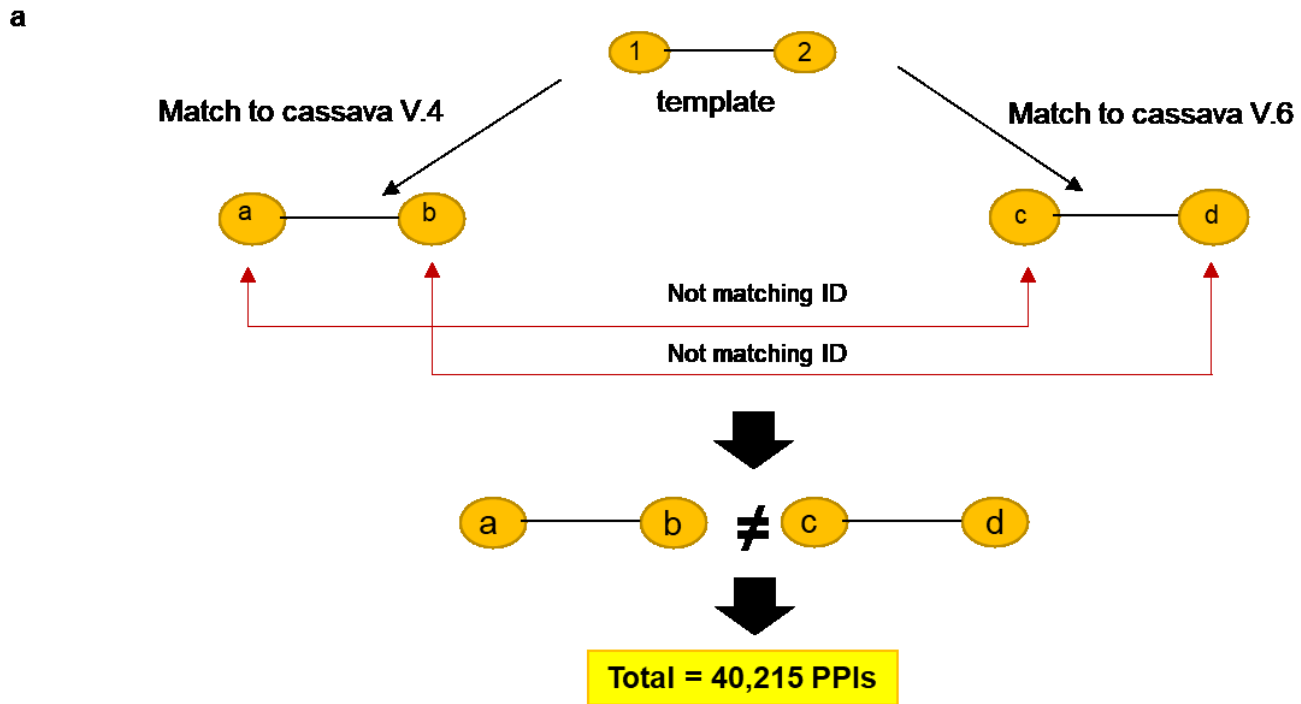 a
1 2
template
Match to cassava V.4
Match to cassava V.6
a b c d
Not matching ID
Not matching ID
a b ≠ c d
Total = 40,215 PPIs